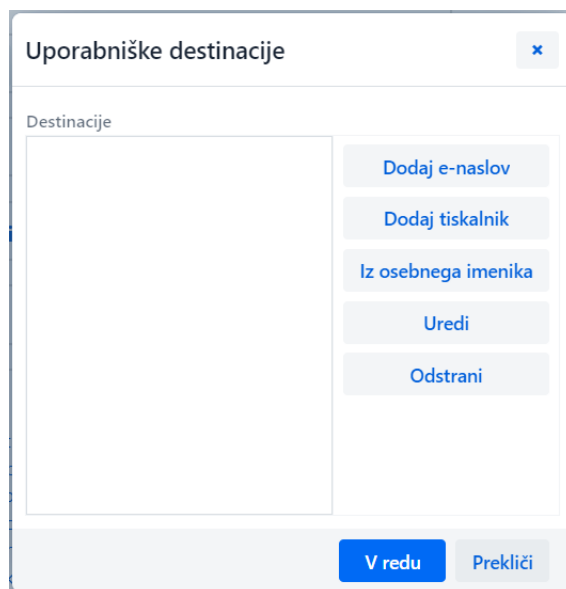 Uporabniške destinacije
Destinacije
Dodaj e-naslov
Dodaj tiskalnik
Iz osebnega imenika
Uredi
Odstrani
V redu
Prekliči